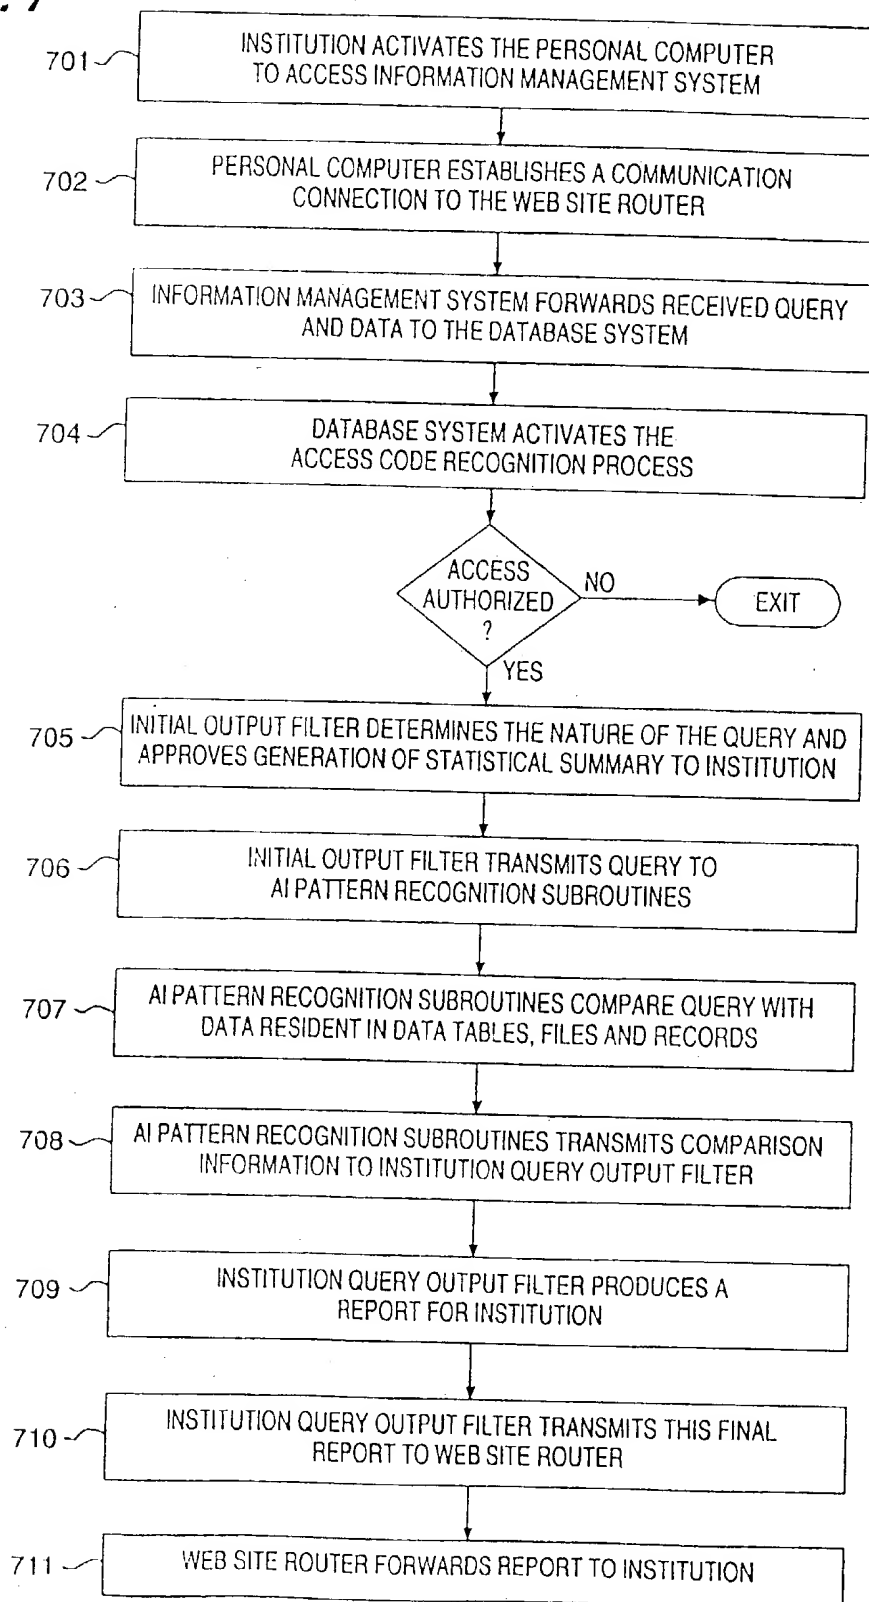 701
INSTITUTION ACTIVATES THE PERSONAL COMPUTER
TO ACCESS INFORMATION MANAGEMENT SYSTEM
702
PERSONAL COMPUTER ESTABLISHES A COMMUNICATION
CONNECTION TO THE WEB SITE ROUTER
703
INFORMATION MANAGEMENT SYSTEM FORWARDS RECEIVED QUERY
AND DATA TO THE DATABASE SYSTEM
704
DATABASE SYSTEM ACTIVATES THE
ACCESS CODE RECOGNITION PROCESS
ACCESS
AUTHORIZED
?
NO
EXIT
YES
705
INITIAL OUTPUT FILTER DETERMINES THE NATURE OF THE QUERY AND
APPROVES GENERATION OF STATISTICAL SUMMARY TO INSTITUTION
706
INITIAL OUTPUT FILTER TRANSMITS QUERY TO
AI PATTERN RECOGNITION SUBROUTINES
707
AI PATTERN RECOGNITION SUBROUTINES COMPARE QUERY WITH
DATA RESIDENT IN DATA TABLES, FILES AND RECORDS
708
AI PATTERN RECOGNITION SUBROUTINES TRANSMITS COMPARISON
INFORMATION TO INSTITUTION QUERY OUTPUT FILTER
709
INSTITUTION QUERY OUTPUT FILTER PRODUCES A
REPORT FOR INSTITUTION
710
INSTITUTION QUERY OUTPUT FILTER TRANSMITS THIS FINAL
REPORT TO WEB SITE ROUTER
711
WEB SITE ROUTER FORWARDS REPORT TO INSTITUTION